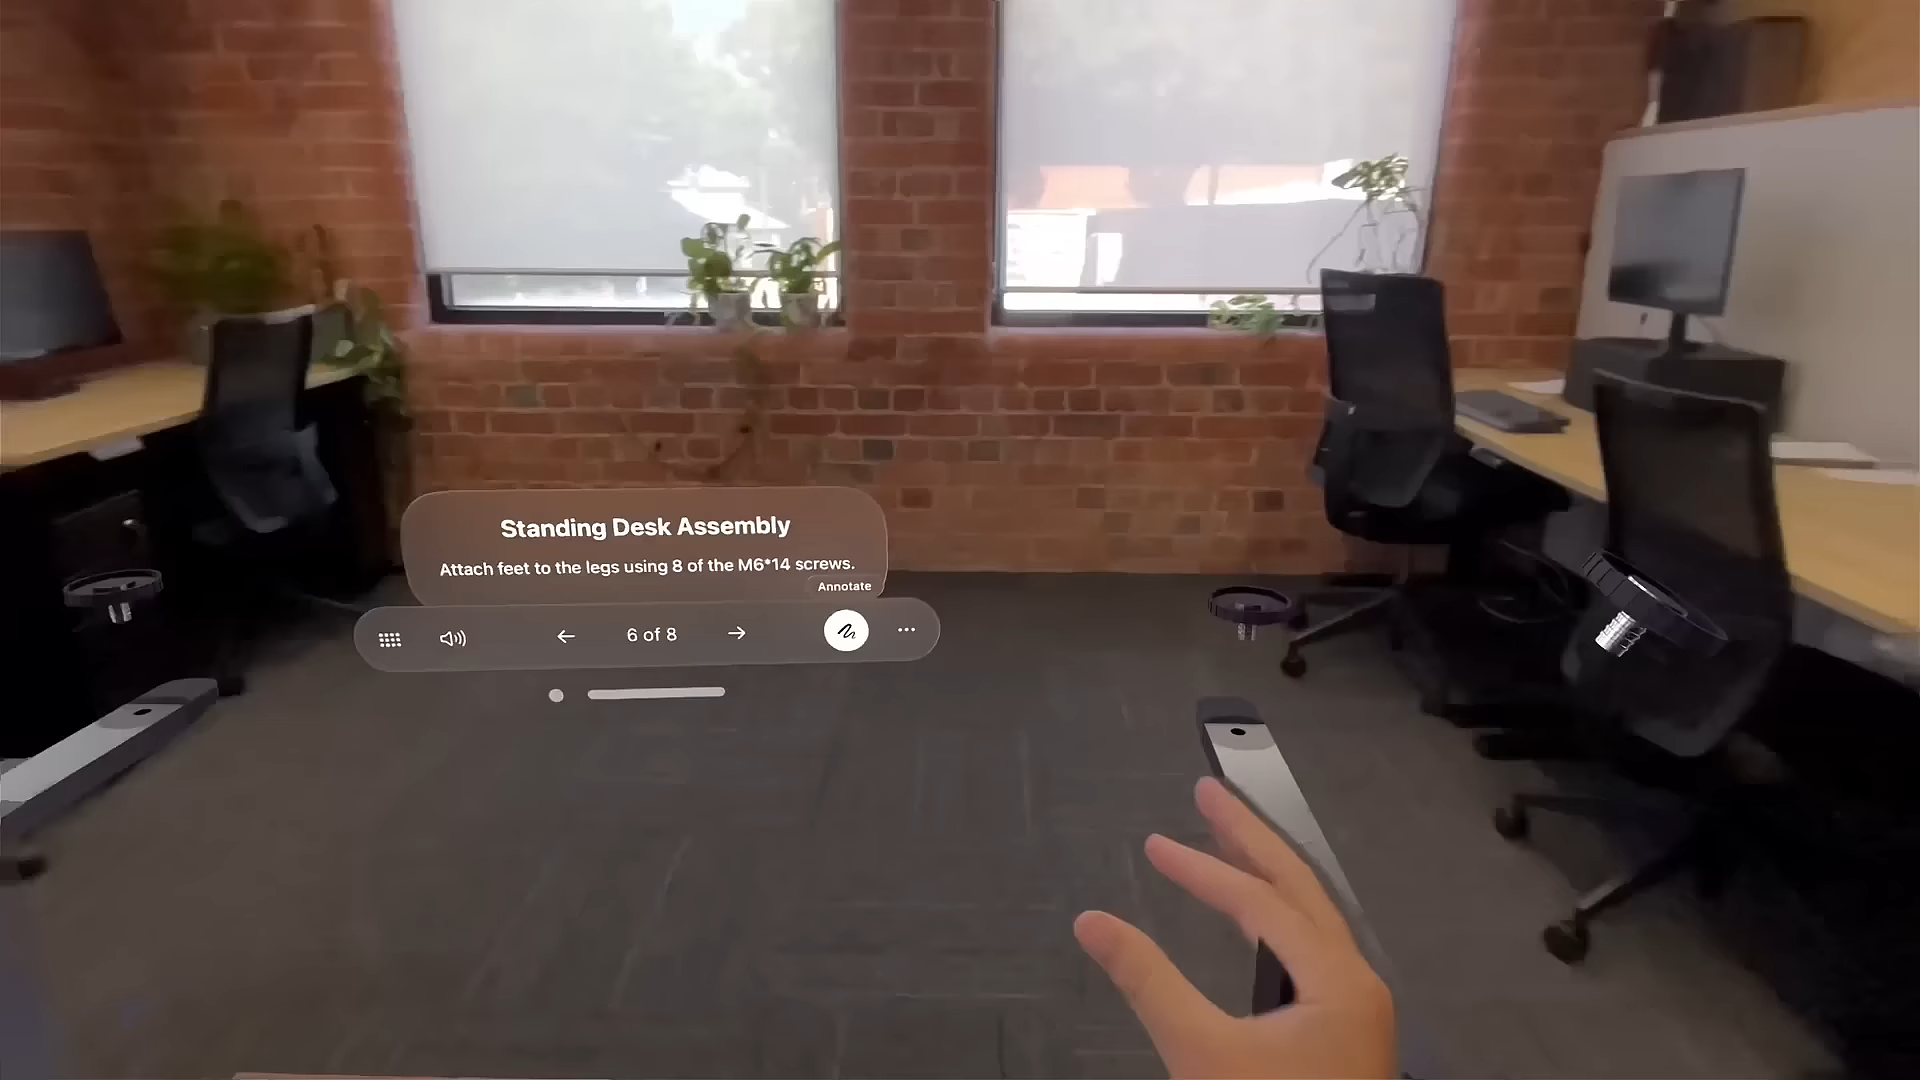 Standing Desk Assembly
Attach feet to the legs using 8 of the M6*14 screws.
Annotate
6 of 8